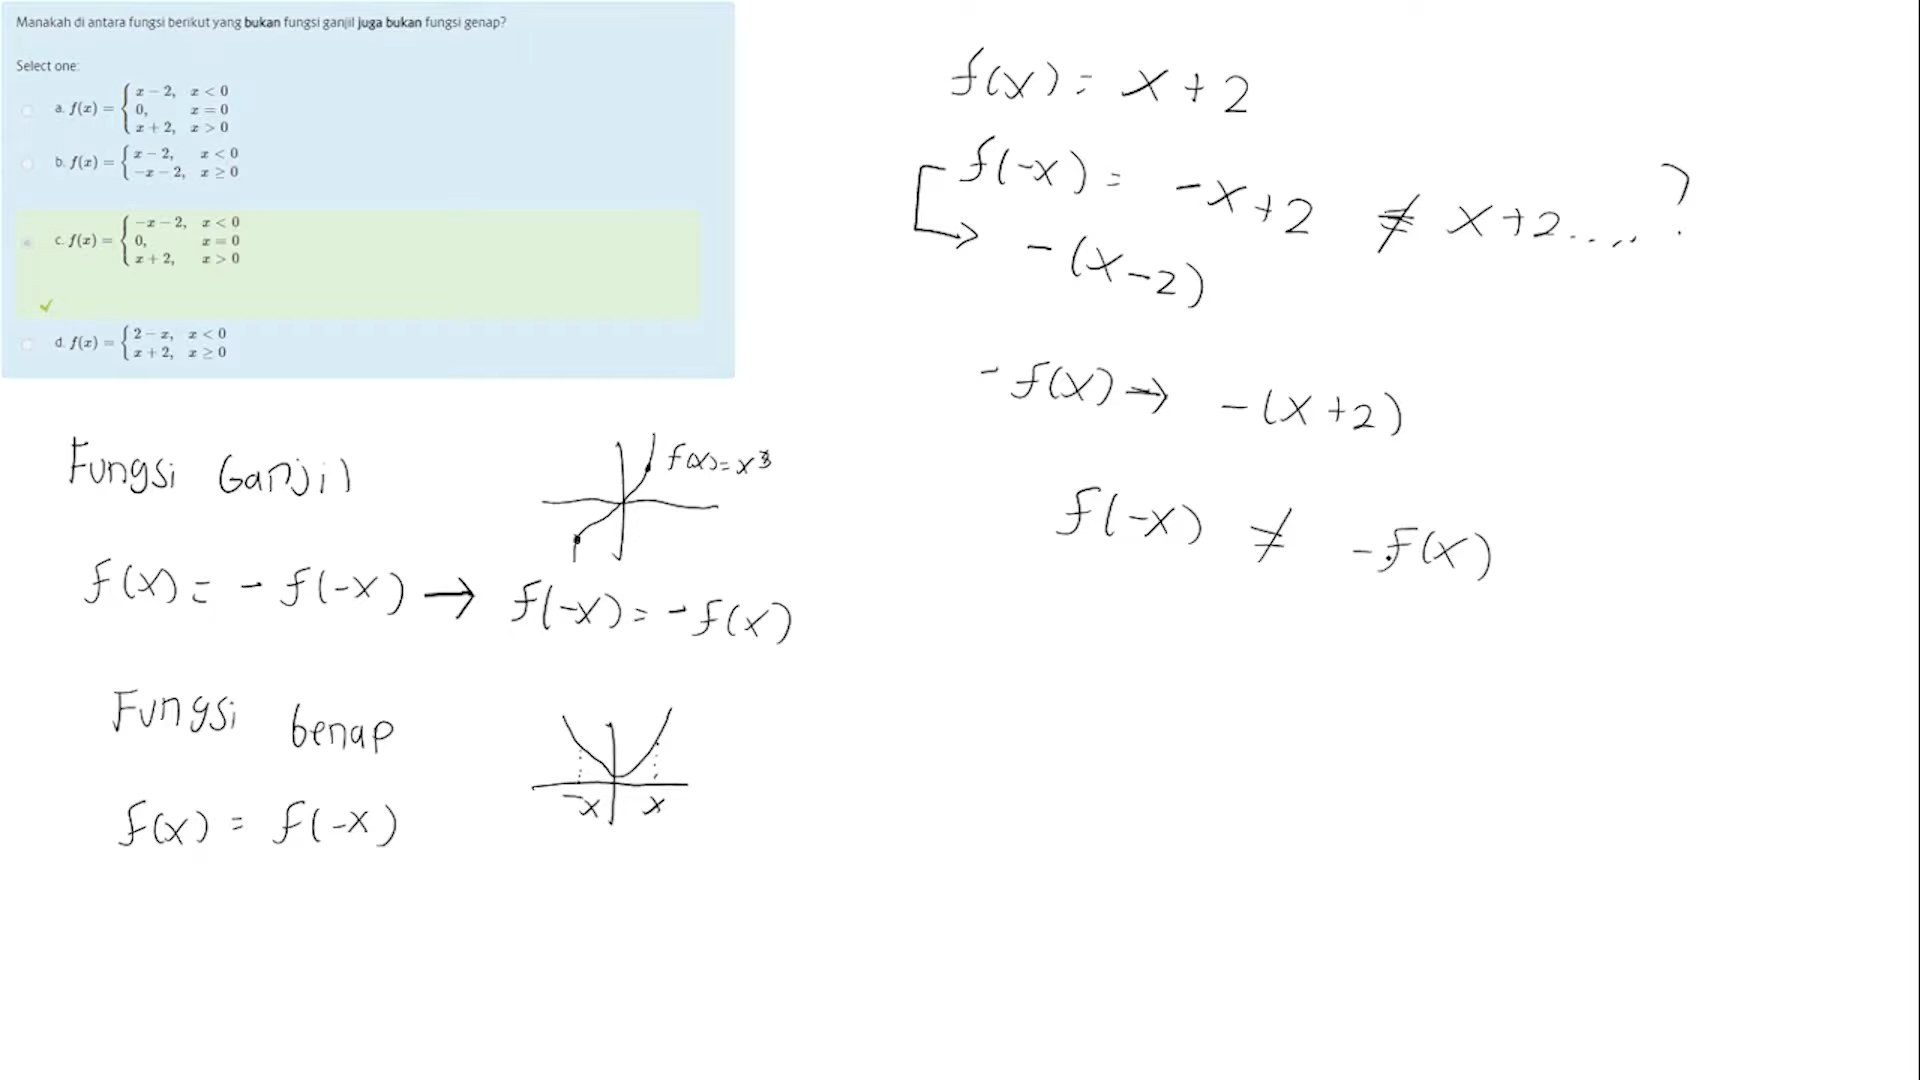 Manakah di antara fungsi berikut yang bukan fungsi ganjil juga bukan fungsi genap?
Select one:
a. f(x) = { x − 2, x < 0
0, x = 0
x + 2, x > 0
b. f(x) = { x − 2, x < 0
−x − 2, x ≥ 0
c. f(x) = { −x − 2, x < 0
0, x = 0
x + 2, x > 0
d. f(x) = { 2 − x, x < 0
x + 2, x ≥ 0
Fungsi Ganjil
f(x) = x³
f(x) = - f(-x) → f(-x) = - f(x)
Fungsi Genap
-x x
f(x) = f(-x)
f(x) = x + 2
f(-x) = -x + 2 ≠ x + 2 ..... ?
-(x - 2)
- f(x) → -(x + 2)
f(-x) ≠ - f(x)